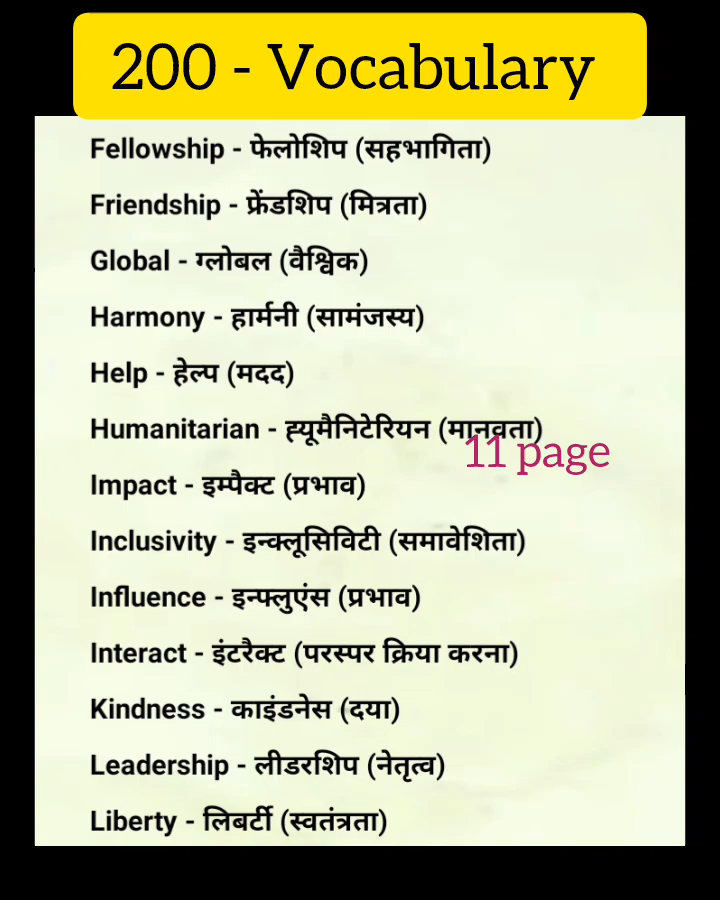 200 - Vocabulary
Fellowship - फेलोशिप (सहभागिता)
Friendship - फ्रेंडशिप (मित्रता)
Global - ग्लोबल (वैश्विक)
Harmony - हार्मनी (सामंजस्य)
Help - हेल्प (मदद)
Humanitarian - ह्यूमैनिटेरियन (मानवता)
11 page
Impact - इम्पैक्ट (प्रभाव)
Inclusivity - इन्क्लूसिविटी (समावेशिता)
Influence - इन्फ्लुएंस (प्रभाव)
Interact - इंटरैक्ट (परस्पर क्रिया करना)
Kindness - काइंडनेस (दया)
Leadership - लीडरशिप (नेतृत्व)
Liberty - लिबर्टी (स्वतंत्रता)